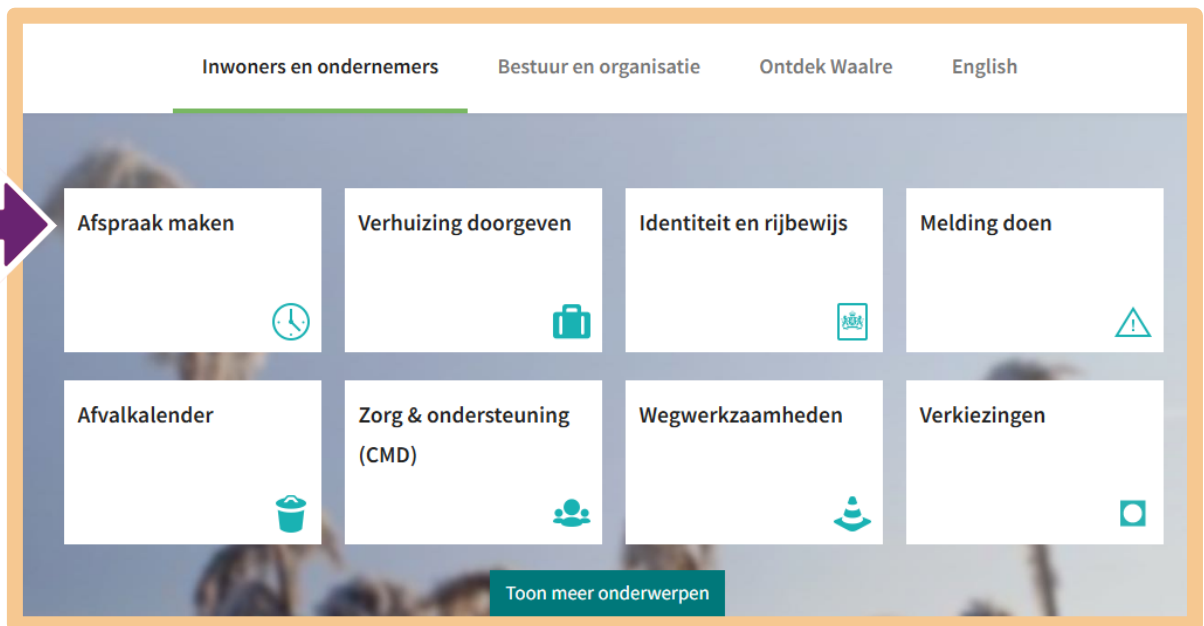 Inwoners en ondernemers Bestuur en organisatie Ontdek Waalre English
Afspraak maken
Verhuizing doorgeven
Identiteit en rijbewijs
Melding doen
Afvalkalender
Zorg & ondersteuning
(CMD)
Wegwerkzaamheden
Verkiezingen
Toon meer onderwerpen